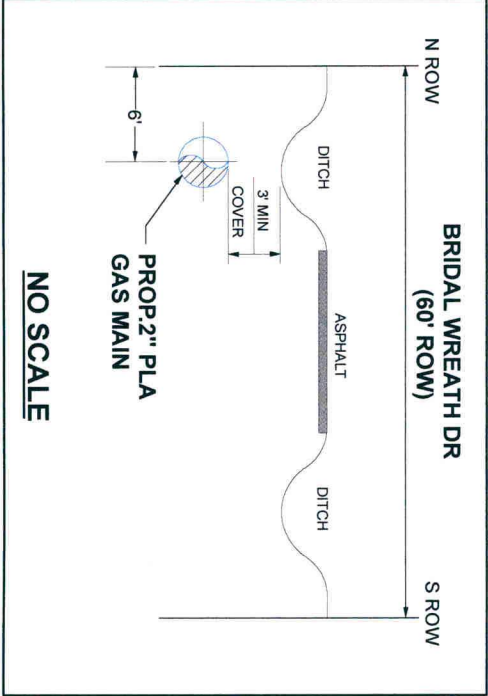 BRIDAL WREATH DR
(60' ROW)
N ROW
S ROW
DITCH
ASPHALT
DITCH
3' MIN
COVER
6'
PROP.2" PLA
GAS MAIN
NO SCALE